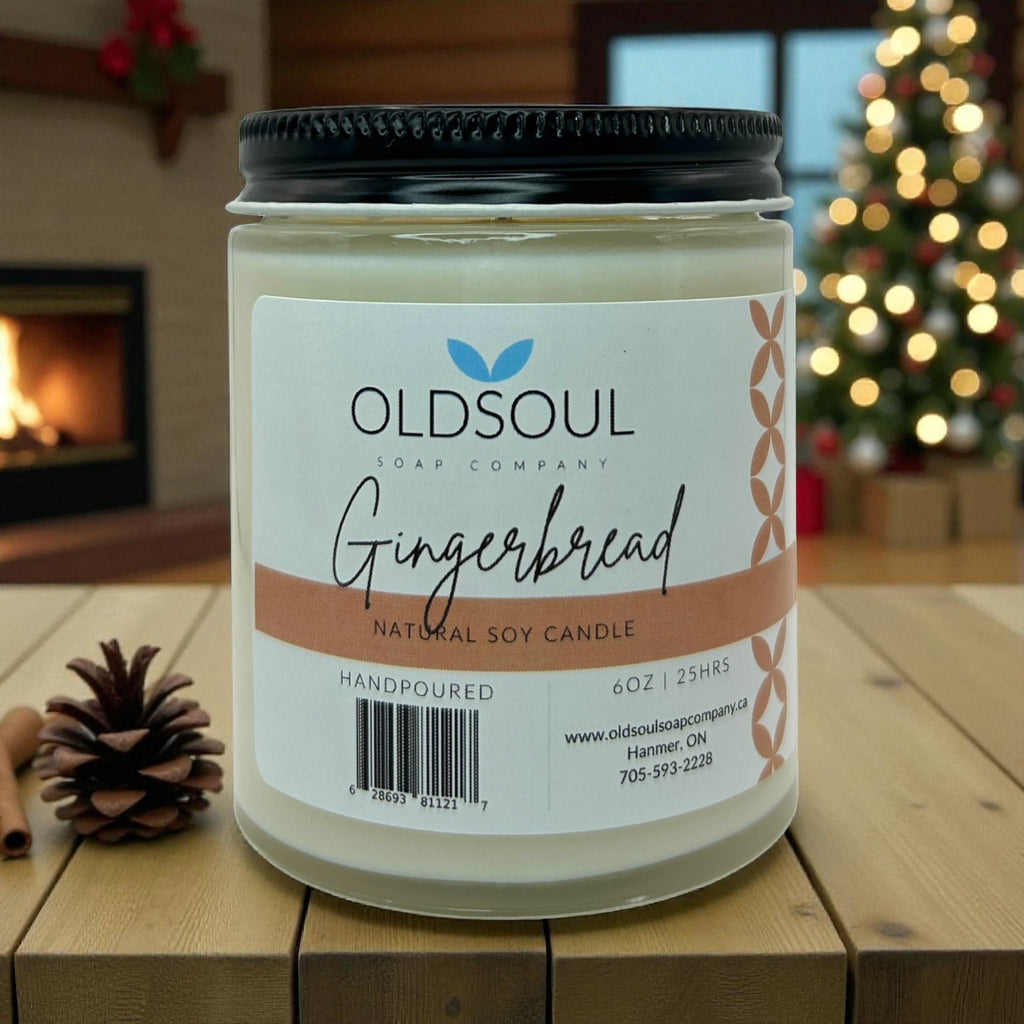 OLDSOUL
SOAP COMPANY
Gingerbread
NATURAL SOY CANDLE
HANDPOURED
6OZ | 25HRS
www.oldsoulsoapcompany.ca
Hanmer, ON
705-593-2228
6 28693 81121 7